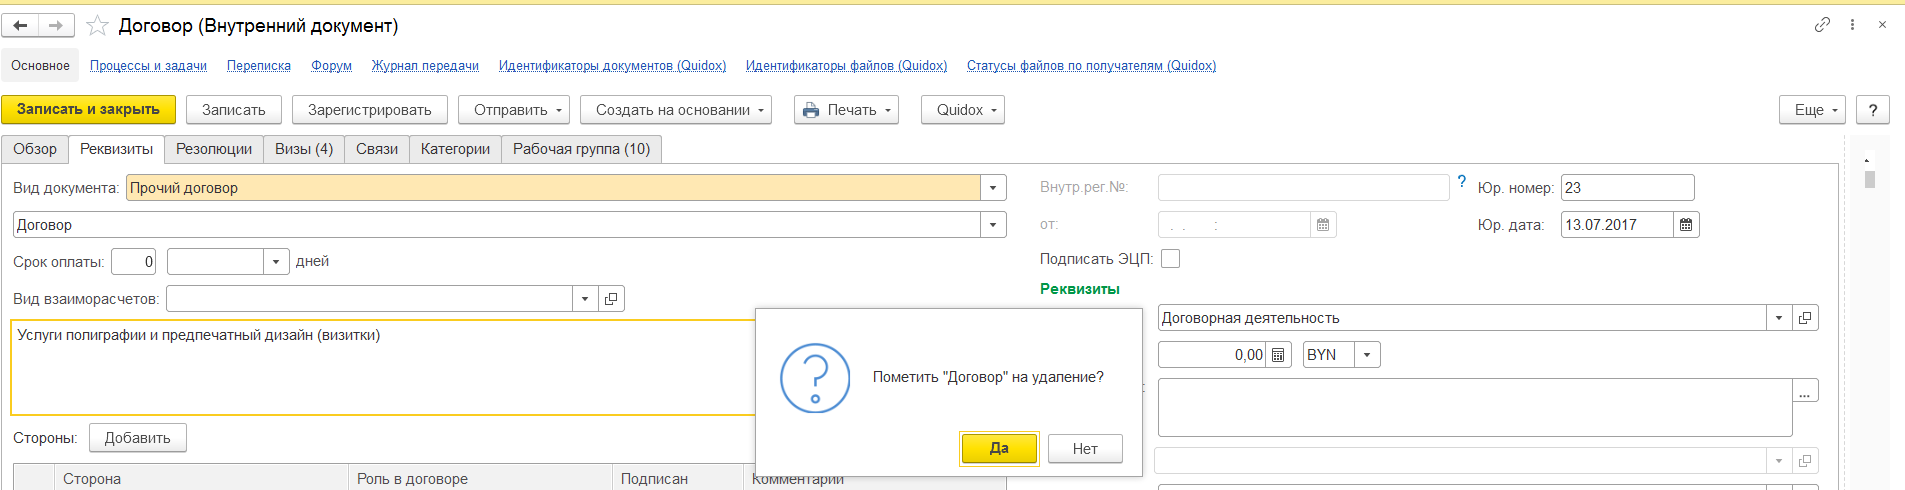 Договор (Внутренний документ)
Основное Процессы и задачи Переписка Форум Журнал передачи Идентификаторы документов (Quidox) Идентификаторы файлов (Quidox) Статусы файлов по получателям (Quidox)
Записать и закрыть Записать Зарегистрировать Отправить Создать на основании Печать Quidox Еще ?
Обзор Реквизиты Резолюции Визы (4) Связи Категории Рабочая группа (10)
Вид документа: Прочий договор Внутр.рег.№: ? Юр. номер: 23
Договор от: . . : Юр. дата: 13.07.2017
Срок оплаты: 0 дней Подписать ЭЦП:
Вид взаиморасчетов: Реквизиты
Договорная деятельность
Услуги полиграфии и предпечатный дизайн (визитки)
0,00 BYN
Пометить "Договор" на удаление?
...
Да Нет
Стороны: Добавить
Сторона Роль в договоре Подписан Комментарии